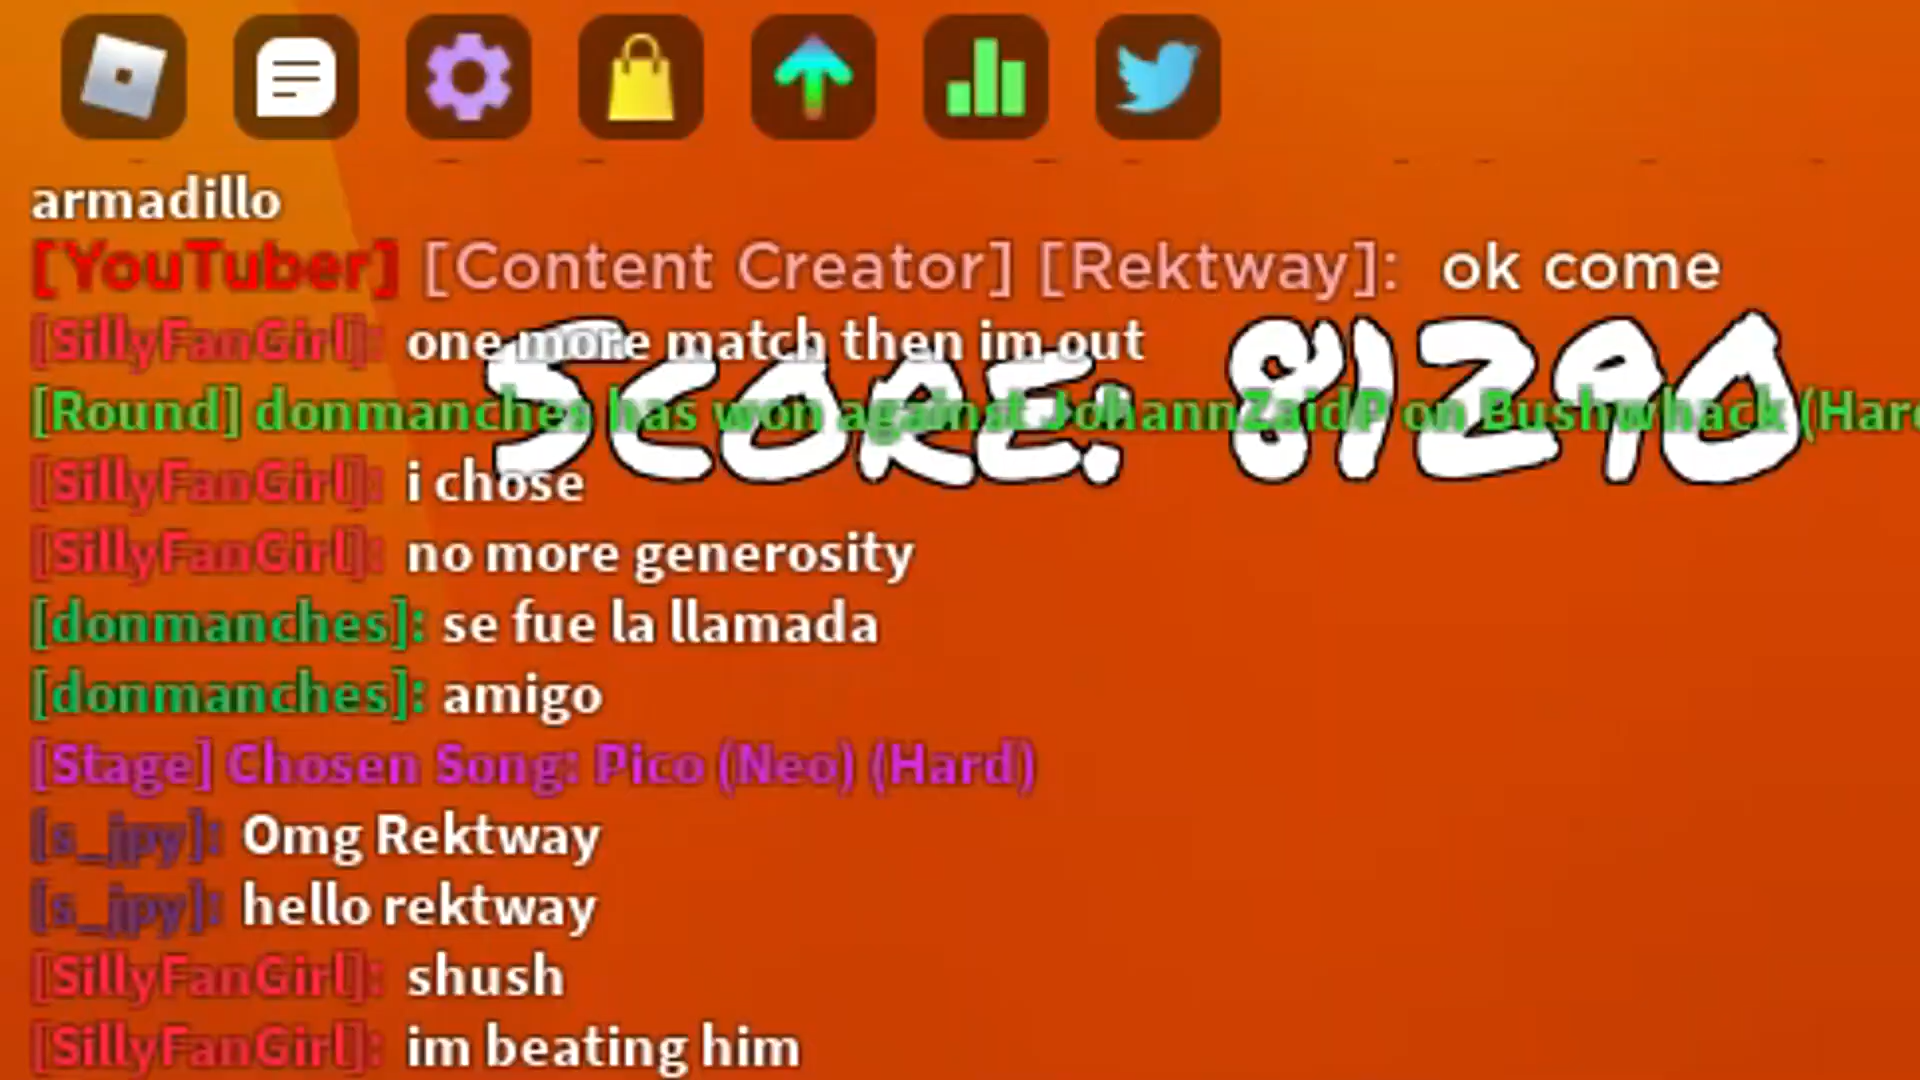 armadillo
[YouTuber] [Content Creator] [Rektway]: ok come
[SillyFanGirl]: one more match then im out
SCORE: 81290
[Round] donmanches has won against JohannZaidP on Bushwhack (Hard
[SillyFanGirl]: i chose
[SillyFanGirl]: no more generosity
[donmanches]: se fue la llamada
[donmanches]: amigo
[Stage] Chosen Song: Pico (Neo) (Hard)
[s_jpy]: Omg Rektway
[s_jpy]: hello rektway
[SillyFanGirl]: shush
[SillyFanGirl]: im beating him